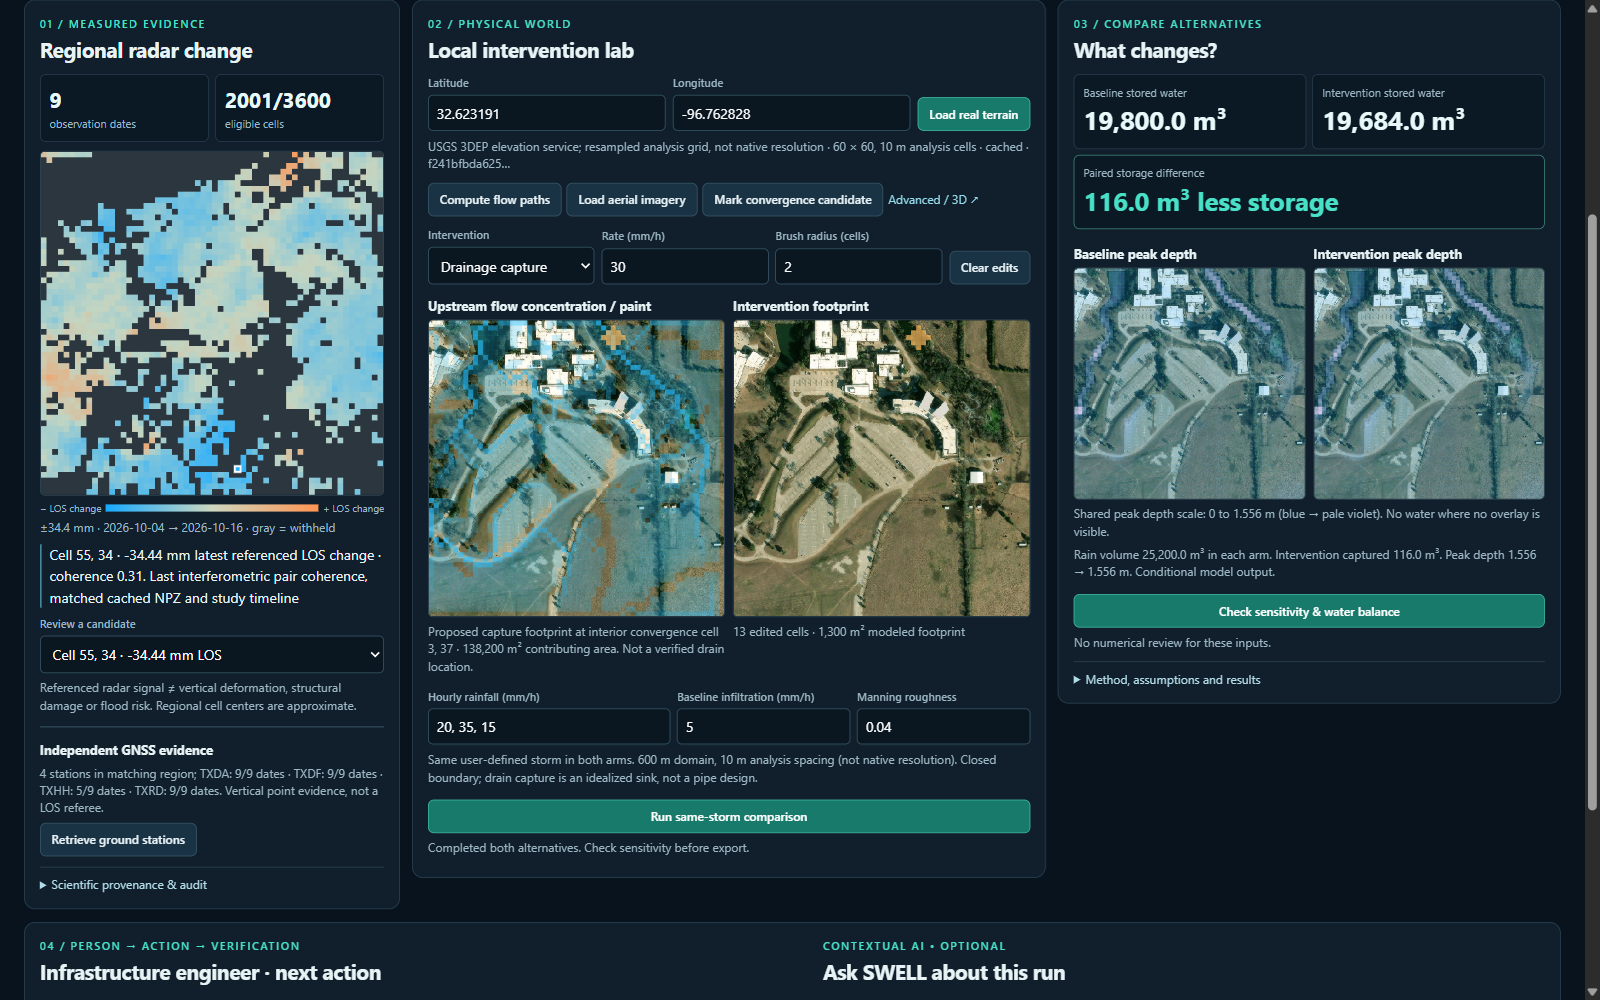 01 / MEASURED EVIDENCE
Regional radar change
9
observation dates
2001/3600
eligible cells
− LOS change
+ LOS change
±34.4 mm · 2026-10-04 → 2026-10-16 · gray = withheld
Cell 55, 34 · -34.44 mm latest referenced LOS change ·
coherence 0.31. Last interferometric pair coherence,
matched cached NPZ and study timeline
Review a candidate
Cell 55, 34 · -34.44 mm LOS
Referenced radar signal ≠ vertical deformation, structural
damage or flood risk. Regional cell centers are approximate.
Independent GNSS evidence
4 stations in matching region; TXDA: 9/9 dates · TXDF: 9/9 dates ·
TXHH: 5/9 dates · TXRD: 9/9 dates. Vertical point evidence, not a
LOS referee.
Retrieve ground stations
Scientific provenance & audit
02 / PHYSICAL WORLD
Local intervention lab
Latitude
Longitude
32.623191
-96.762828
Load real terrain
USGS 3DEP elevation service; resampled analysis grid, not native resolution · 60 × 60, 10 m analysis cells · cached ·
f241bfbda625...
Compute flow paths
Load aerial imagery
Mark convergence candidate
Advanced / 3D ↗
Intervention
Rate (mm/h)
Brush radius (cells)
Drainage capture
30
2
Clear edits
Upstream flow concentration / paint
Intervention footprint
Proposed capture footprint at interior convergence cell
3, 37 · 138,200 m² contributing area. Not a verified drain
location.
13 edited cells · 1,300 m² modeled footprint
Hourly rainfall (mm/h)
Baseline infiltration (mm/h)
Manning roughness
20, 35, 15
5
0.04
Same user-defined storm in both arms. 600 m domain, 10 m analysis spacing (not native resolution). Closed
boundary; drain capture is an idealized sink, not a pipe design.
Run same-storm comparison
Completed both alternatives. Check sensitivity before export.
03 / COMPARE ALTERNATIVES
What changes?
Baseline stored water
19,800.0 m³
Intervention stored water
19,684.0 m³
Paired storage difference
116.0 m³ less storage
Baseline peak depth
Intervention peak depth
Shared peak depth scale: 0 to 1.556 m (blue → pale violet). No water where no overlay is
visible.
Rain volume 25,200.0 m³ in each arm. Intervention captured 116.0 m³. Peak depth 1.556
→ 1.556 m. Conditional model output.
Check sensitivity & water balance
No numerical review for these inputs.
Method, assumptions and results
04 / PERSON → ACTION → VERIFICATION
Infrastructure engineer · next action
CONTEXTUAL AI • OPTIONAL
Ask SWELL about this run